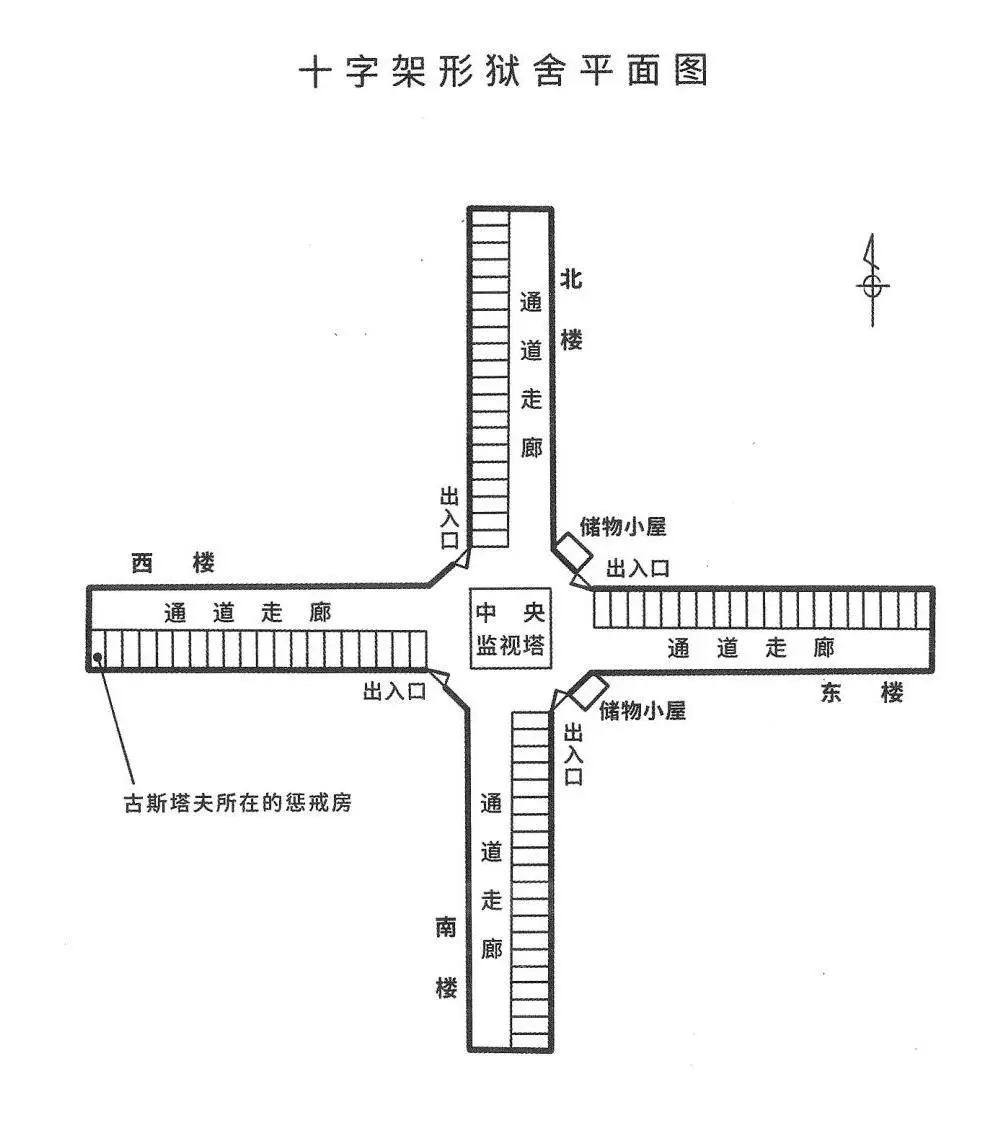 十字架形狱舍平面图
北楼
通道走廊
出入口
储物小屋
出入口
西楼
通道走廊
中央
监视塔
通道走廊
出入口
东楼
储物小屋
出入口
古斯塔夫所在的惩戒房
通道走廊
南楼